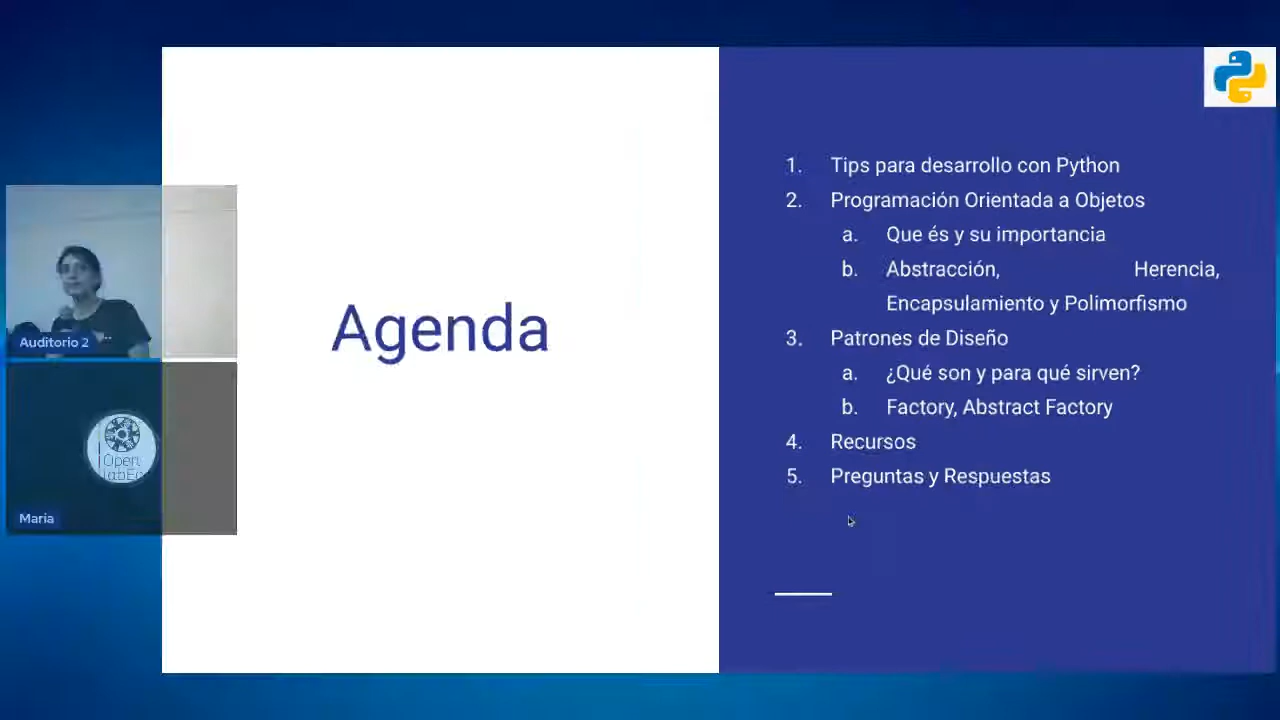 Agenda
1. Tips para desarrollo con Python
2. Programación Orientada a Objetos
a. Que és y su importancia
b. Abstracción, Herencia,
Encapsulamiento y Polimorfismo
3. Patrones de Diseño
a. ¿Qué son y para qué sirven?
b. Factory, Abstract Factory
4. Recursos
5. Preguntas y Respuestas
Auditorio 2
Open
Maria